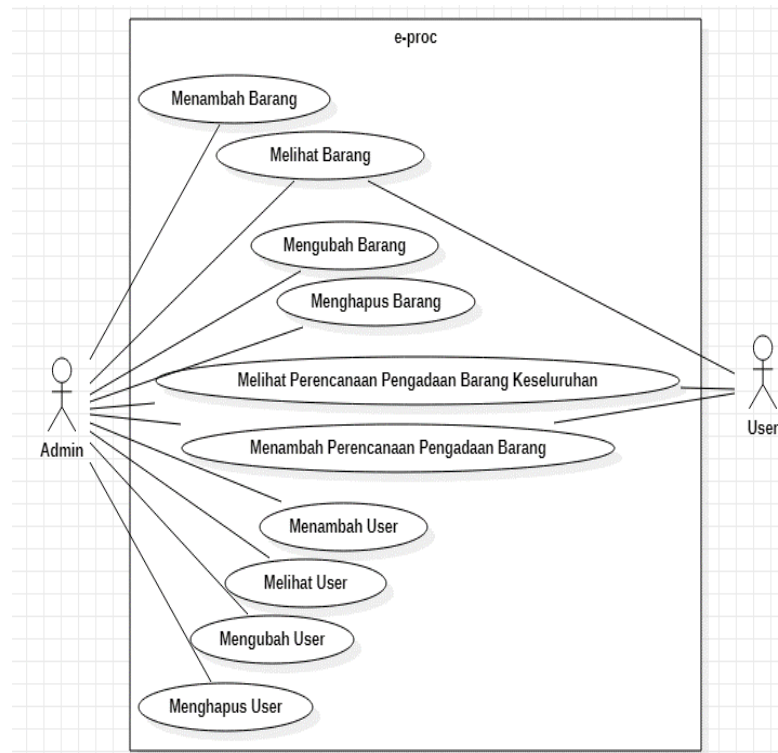 e-proc
Menambah Barang
Melihat Barang
Mengubah Barang
Menghapus Barang
Melihat Perencanaan Pengadaan Barang Keseluruhan
Admin
User
Menambah Perencanaan Pengadaan Barang
Menambah User
Melihat User
Mengubah User
Menghapus User